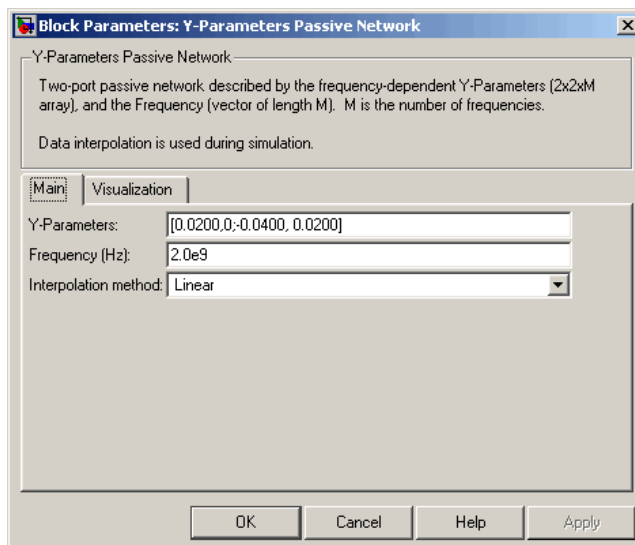 Block Parameters: Y-Parameters Passive Network
Y-Parameters Passive Network
Two-port passive network described by the frequency-dependent Y-Parameters (2x2xM
array), and the Frequency (vector of length M).  M is the number of frequencies.
Data interpolation is used during simulation.
Main Visualization
Y-Parameters: [0.0200,0;-0.0400, 0.0200]
Frequency (Hz): 2.0e9
Interpolation method: Linear
OK Cancel Help Apply